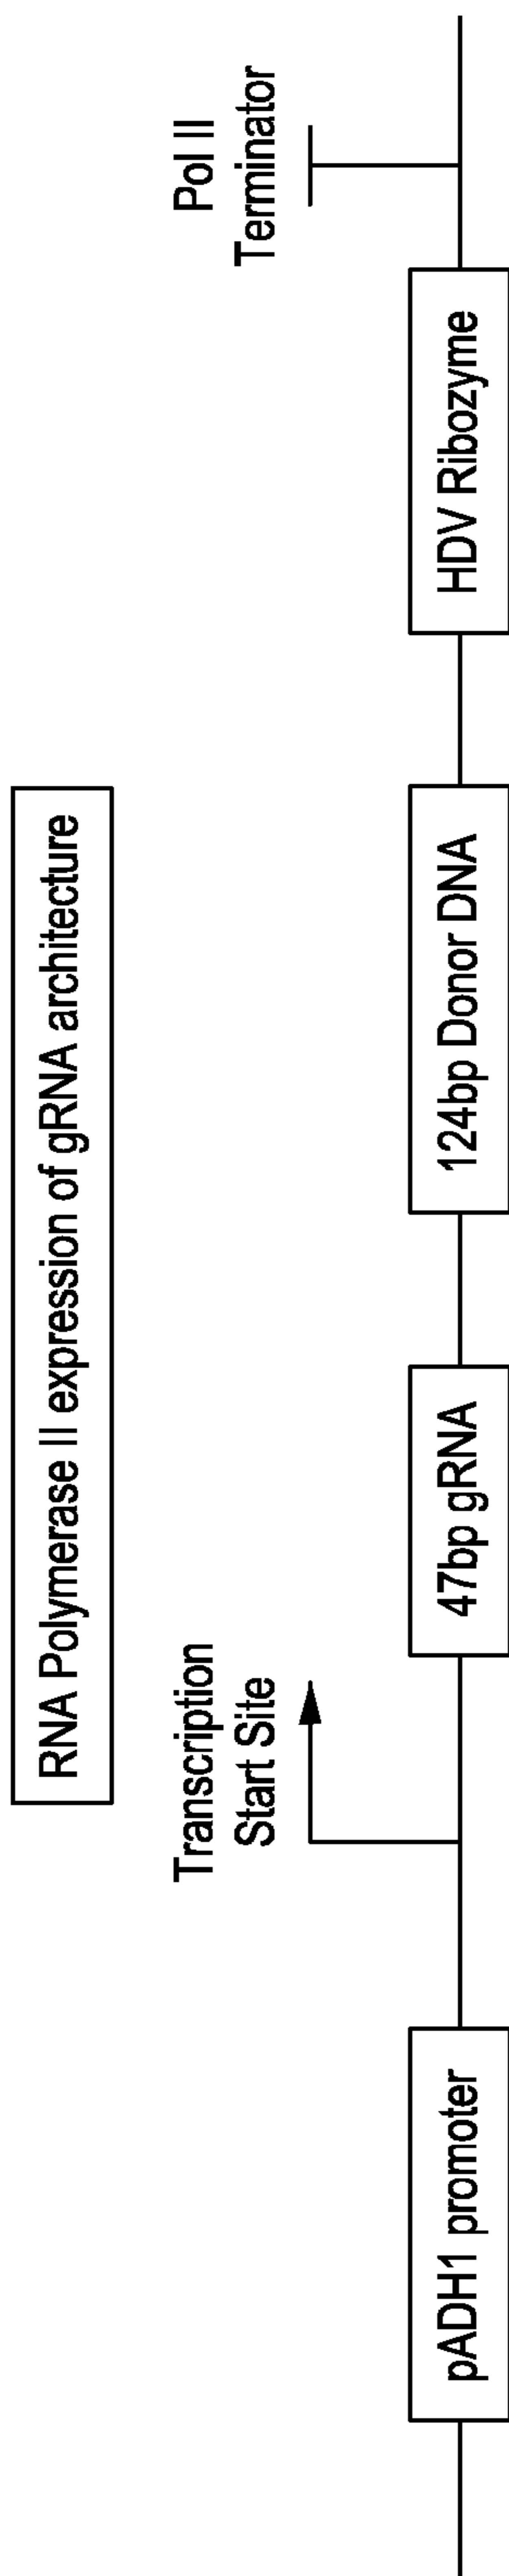 RNA Polymerase II expression of gRNA architecture
Transcription
Start Site
Pol II
Terminator
pADH1 promoter
47bp gRNA
124bp Donor DNA
HDV Ribozyme